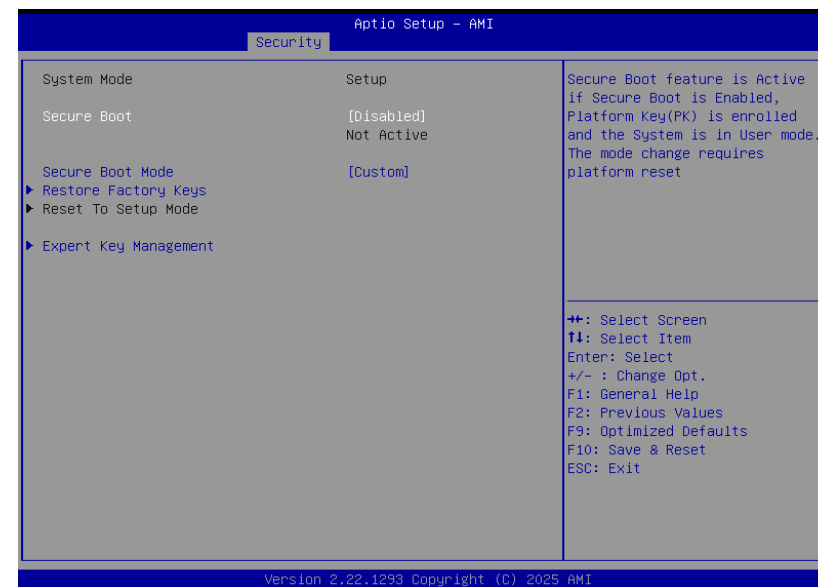 Aptio Setup – AMI
Security
System Mode Setup
Secure Boot [Disabled]
Not Active
Secure Boot Mode [Custom]
▶ Restore Factory Keys
▶ Reset To Setup Mode
▶ Expert Key Management
Secure Boot feature is Active
if Secure Boot is Enabled,
Platform Key(PK) is enrolled
and the System is in User mode.
The mode change requires
platform reset
→←: Select Screen
↑↓: Select Item
Enter: Select
+/- : Change Opt.
F1: General Help
F2: Previous Values
F9: Optimized Defaults
F10: Save & Reset
ESC: Exit
Version 2.22.1293 Copyright (C) 2025 AMI